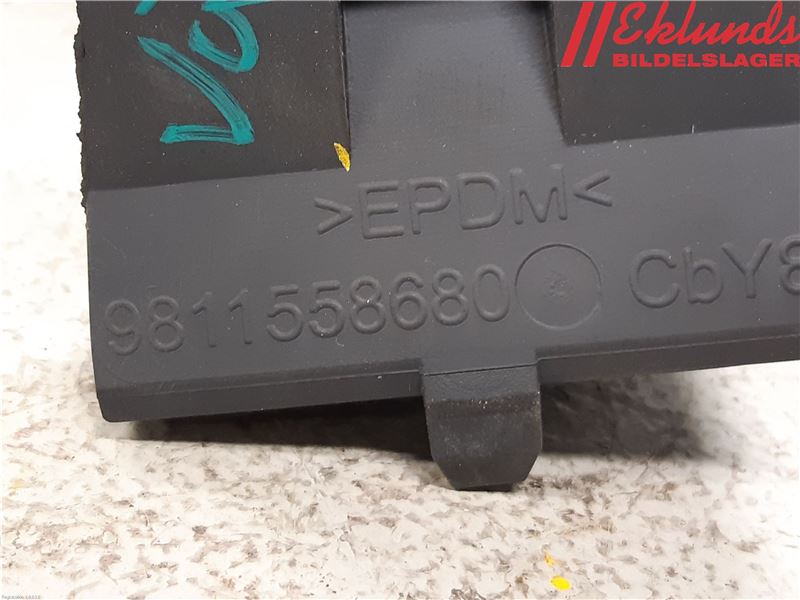 Eklunds
BILDELSLAGER
>EPDM<
9811558680 CbY8